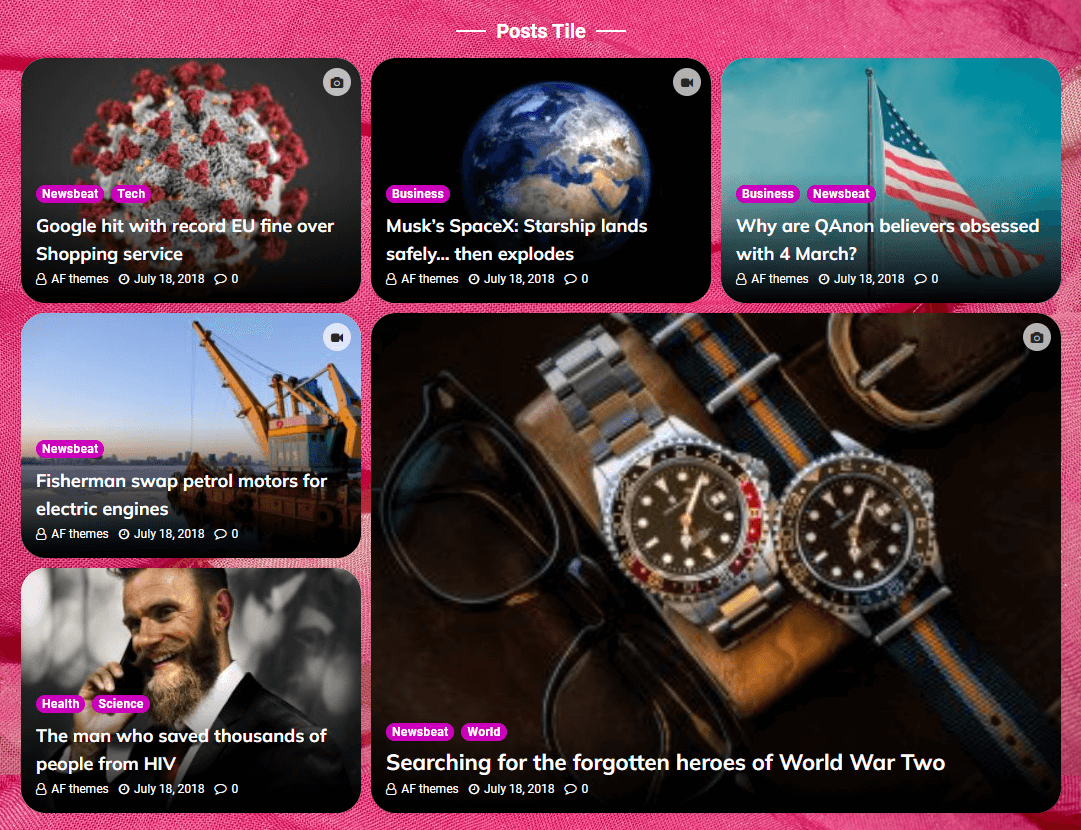 Posts Tile
Newsbeat Tech
Google hit with record EU fine over
Shopping service
AF themes July 18, 2018 0
Business
Musk’s SpaceX: Starship lands
safely… then explodes
AF themes July 18, 2018 0
Business Newsbeat
Why are QAnon believers obsessed
with 4 March?
AF themes July 18, 2018 0
Newsbeat
Fisherman swap petrol motors for
electric engines
AF themes July 18, 2018 0
Health Science
The man who saved thousands of
people from HIV
AF themes July 18, 2018 0
Newsbeat World
Searching for the forgotten heroes of World War Two
AF themes July 18, 2018 0